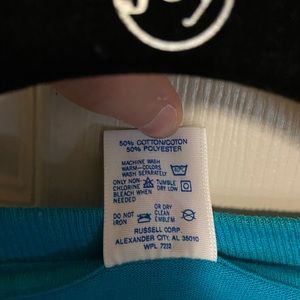 50% COTTON/COTON
50% POLYESTER
MACHINE WASH
WARM-COLORS
WASH SEPARATELY
ONLY NON-
CHLORINE
BLEACH WHEN
NEEDED
TUMBLE
DRY LOW
DO NOT
IRON
OR DRY
CLEAN
EMBLEM
RUSSELL CORP.
ALEXANDER CITY, AL 35010
WPL 7213